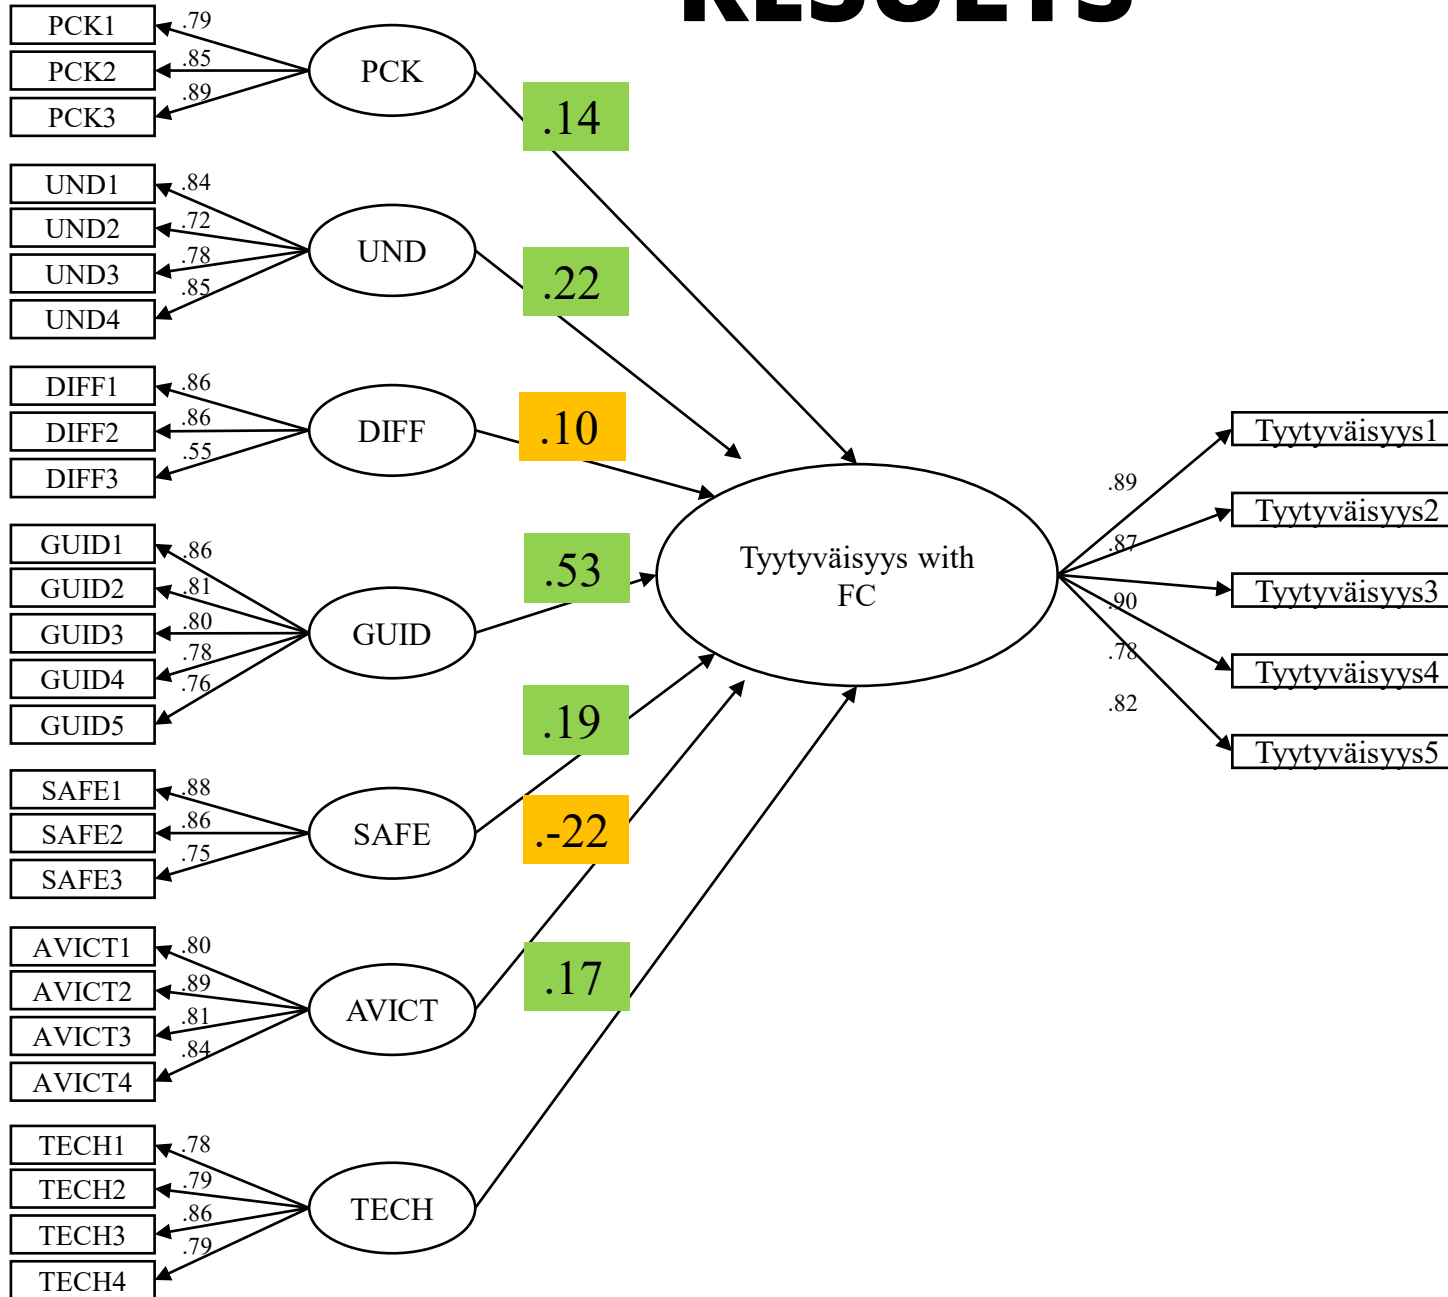 RESULTS
PCK1
PCK2
PCK3
.79
.85
.89
PCK
.14
UND1
UND2
UND3
UND4
.84
.72
.78
.85
UND
.22
DIFF1
DIFF2
DIFF3
.86
.86
.55
DIFF
.10
GUID1
GUID2
GUID3
GUID4
GUID5
.86
.81
.80
.78
.76
GUID
.53
SAFE1
SAFE2
SAFE3
.88
.86
.75
SAFE
.19
AVICT1
AVICT2
AVICT3
AVICT4
.80
.89
.81
.84
AVICT
.-22
TECH1
TECH2
TECH3
TECH4
.78
.79
.86
.79
TECH
.17
Tyytyväisyys with
FC
.89
.87
.90
.78
.82
Tyytyväisyys1
Tyytyväisyys2
Tyytyväisyys3
Tyytyväisyys4
Tyytyväisyys5